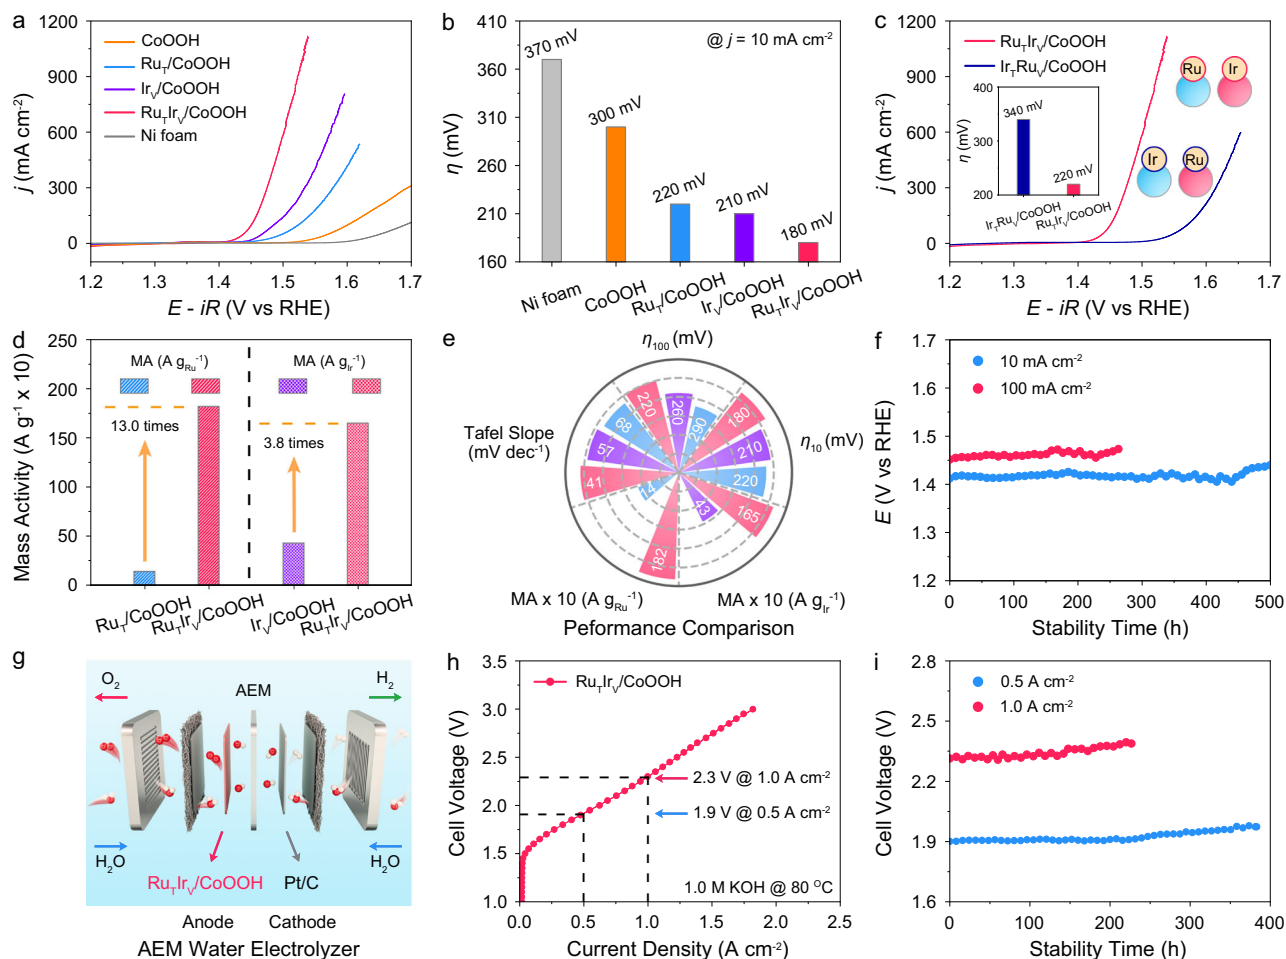 a
1200
900
600
300
0
j (mA cm-2)
CoOOH
RuT/CoOOH
IrV/CoOOH
RuTIrV/CoOOH
Ni foam
1.2 1.3 1.4 1.5 1.6 1.7
E - iR (V vs RHE)
b
410
360
310
260
210
160
η (mV)
@ j = 10 mA cm-2
370 mV
300 mV
220 mV
210 mV
180 mV
Ni foam
CoOOH
RuT/CoOOH
IrV/CoOOH
RuTIrV/CoOOH
c
1200
900
600
300
0
j (mA cm-2)
RuTIrV/CoOOH
IrTRuV/CoOOH
Ru
Ir
Ir
Ru
400
300
200
η (mV)
340 mV
220 mV
IrTRuV/CoOOH
RuTIrV/CoOOH
1.2 1.3 1.4 1.5 1.6 1.7
E - iR (V vs RHE)
d
250
225
200
175
150
125
100
50
0
Mass Activity (A g-1 x 10)
MA (A gRu-1)
MA (A gIr-1)
13.0 times
3.8 times
RuT/CoOOH
RuTIrV/CoOOH
IrV/CoOOH
RuTIrV/CoOOH
e
η100 (mV)
η10 (mV)
Tafel Slope
(mV dec-1)
220
260
290
180
210
220
165
43
182
14
41
57
68
MA x 10 (A gRu-1)
MA x 10 (A gIr-1)
Peformance Comparison
f
1.7
1.6
1.5
1.4
1.3
1.2
E (V vs RHE)
10 mA cm-2
100 mA cm-2
0 100 200 300 400 500
Stability Time (h)
g
O2
AEM
H2
H2O
H2O
RuTIrV/CoOOH
Pt/C
Anode
Cathode
AEM Water Electrolyzer
h
3.5
3.0
2.5
2.0
1.5
1.0
Cell Voltage (V)
RuTIrV/CoOOH
2.3 V @ 1.0 A cm-2
1.9 V @ 0.5 A cm-2
1.0 M KOH @ 80 OC
0.0 0.5 1.0 1.5 2.0 2.5
Current Density (A cm-2)
i
2.8
2.5
2.2
1.9
1.6
Cell Voltage (V)
0.5 A cm-2
1.0 A cm-2
0 100 200 300 400
Stability Time (h)